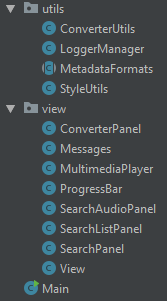 utils
ConverterUtils
LoggerManager
MetadataFormats
StyleUtils
view
ConverterPanel
Messages
MultimediaPlayer
ProgressBar
SearchAudioPanel
SearchListPanel
SearchPanel
View
Main